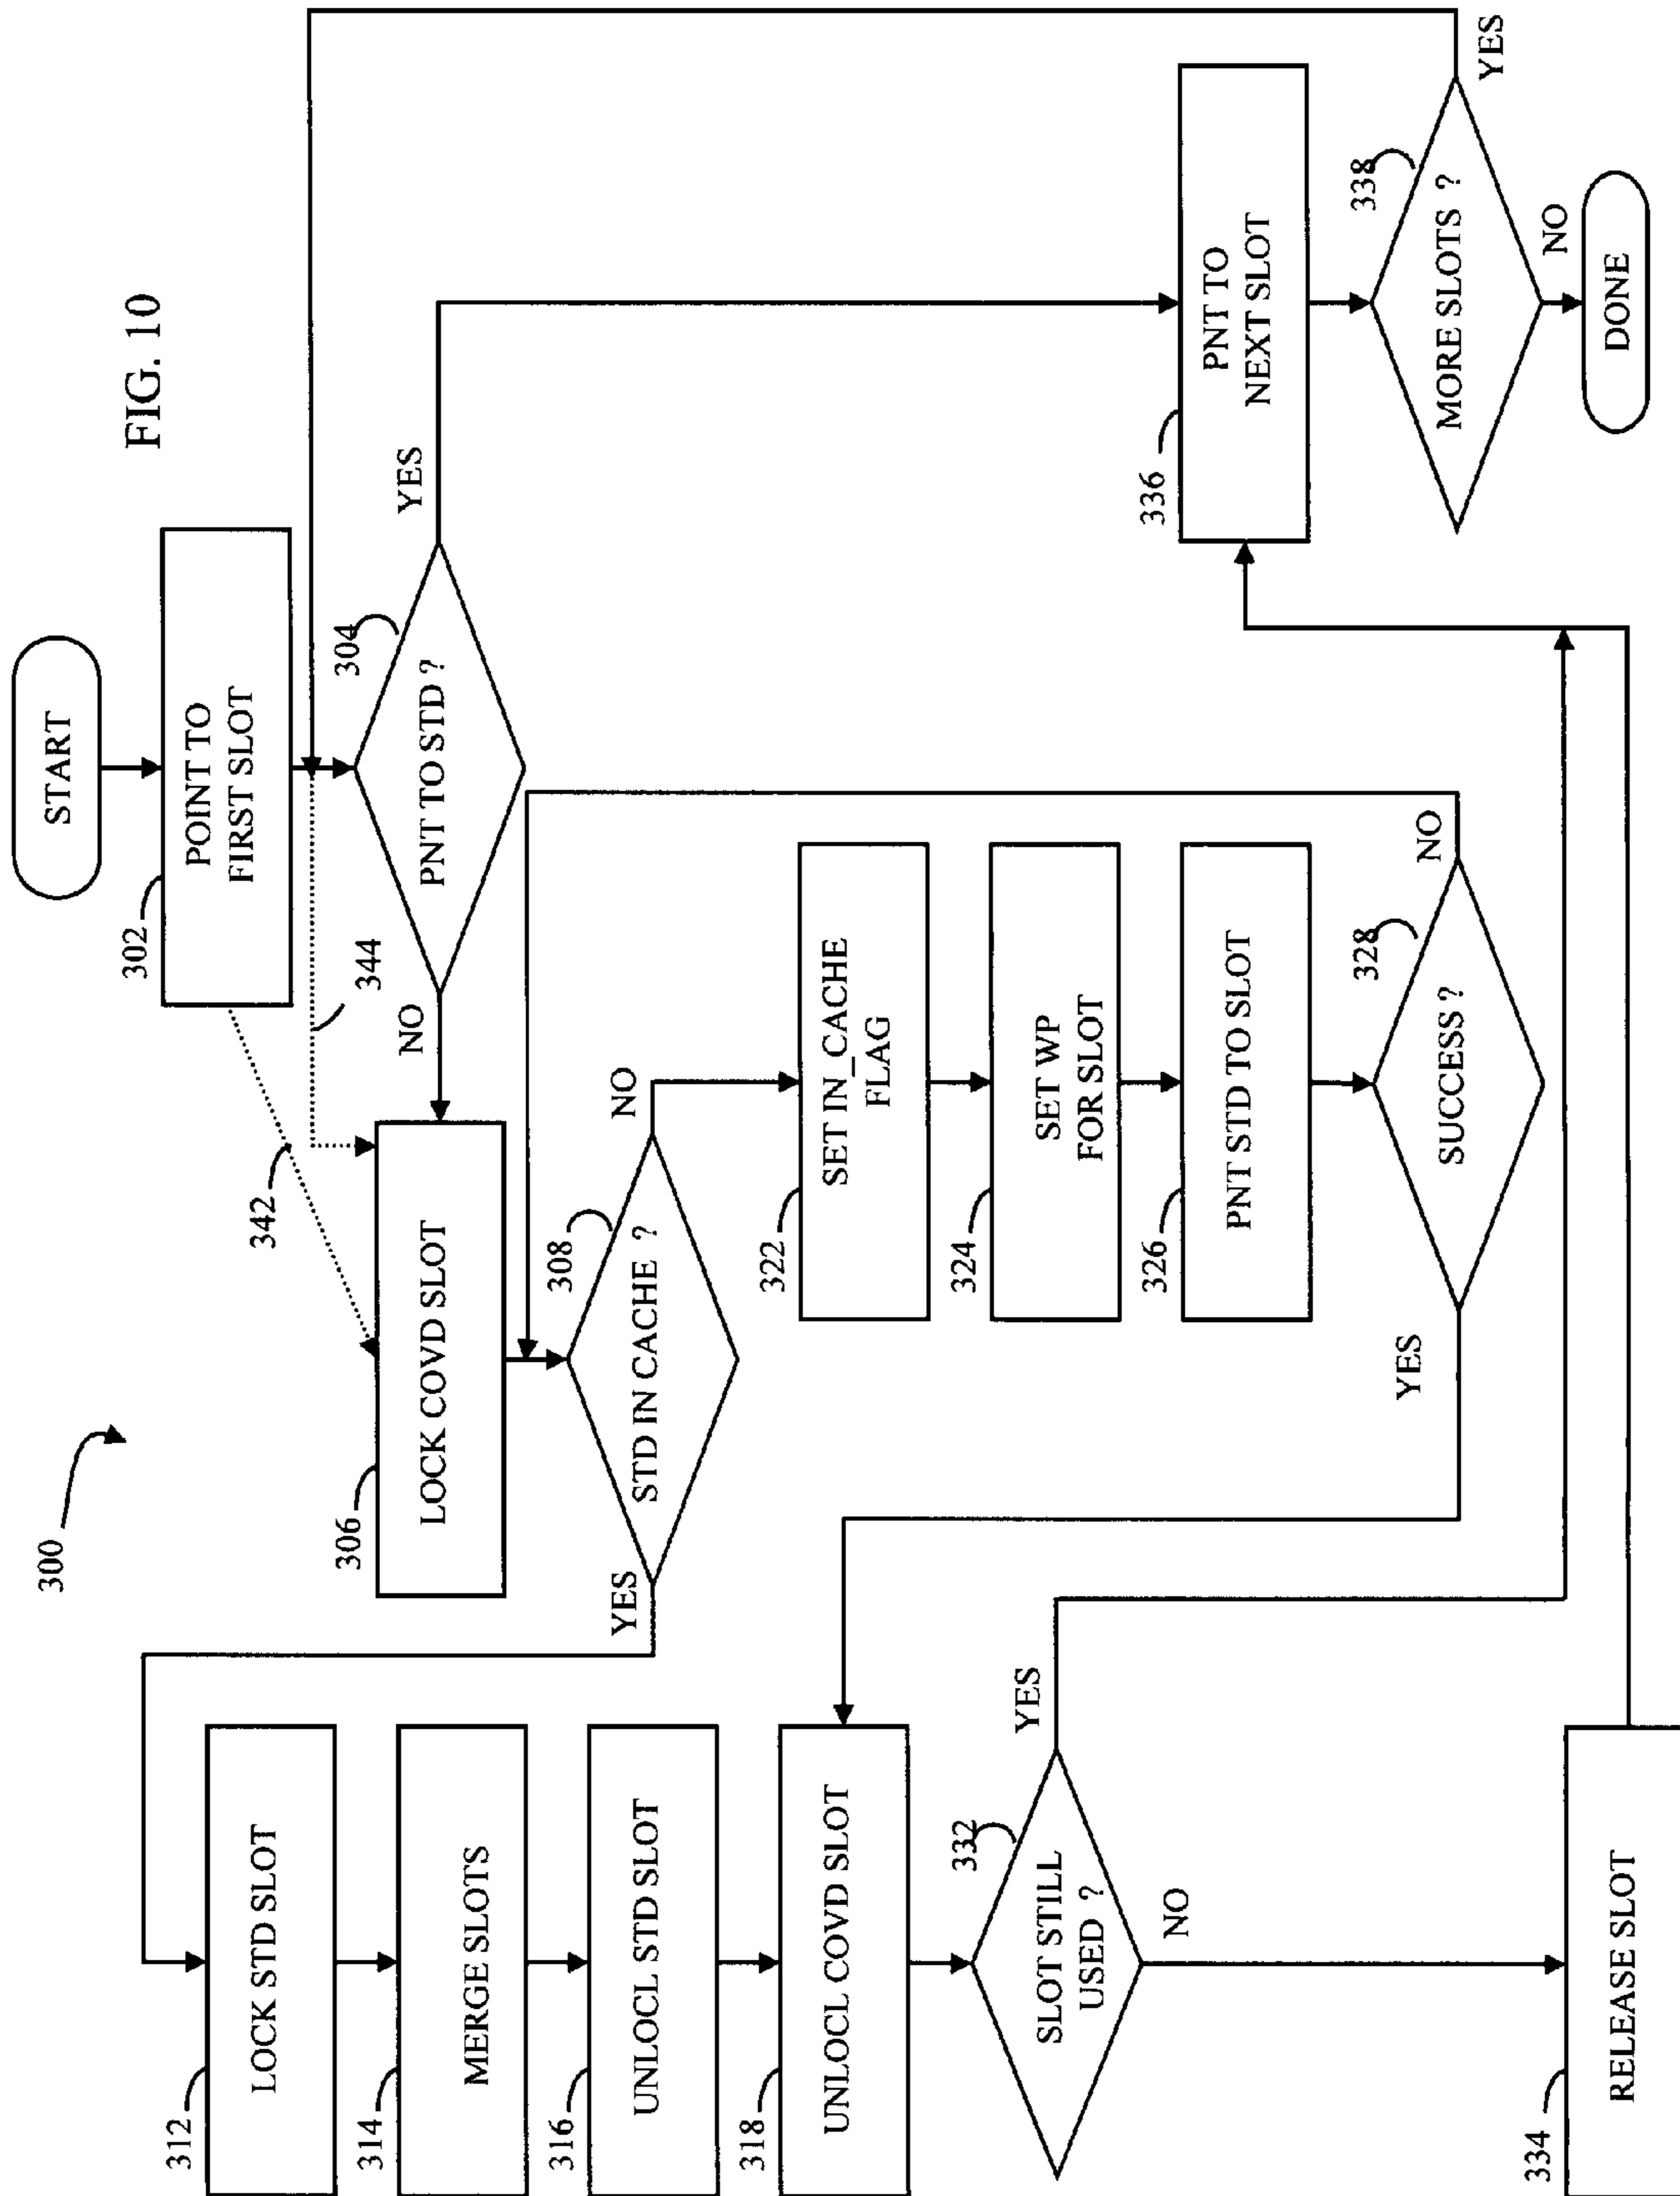 FIG. 10
300
START
302
POINT TO
FIRST SLOT
304
PNT TO STD ?
YES
NO
342
344
306
LOCK COVD SLOT
308
STD IN CACHE ?
YES
NO
312
LOCK STD SLOT
314
MERGE SLOTS
316
UNLOCL STD SLOT
318
UNLOCL COVD SLOT
322
SET IN_CACHE
FLAG
324
SET WP
FOR SLOT
326
PNT STD TO SLOT
328
SUCCESS ?
YES
NO
332
SLOT STILL
USED ?
YES
NO
334
RELEASE SLOT
336
PNT TO
NEXT SLOT
338
MORE SLOTS ?
YES
NO
DONE